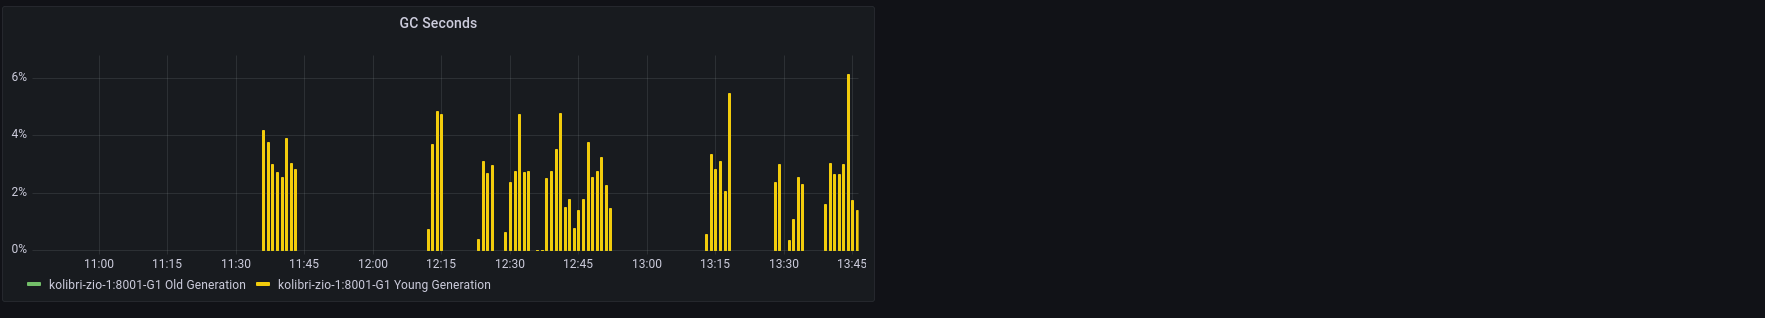 GC Seconds
6%
4%
2%
0%
11:00 11:15 11:30 11:45 12:00 12:15 12:30 12:45 13:00 13:15 13:30 13:45
kolibri-zio-1:8001-G1 Old Generation kolibri-zio-1:8001-G1 Young Generation